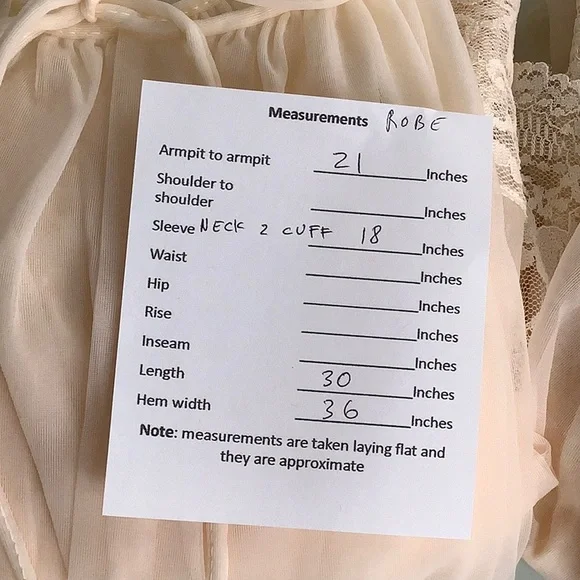 Measurements ROBE
Armpit to armpit 21 Inches
Shoulder to
shoulder Inches
Sleeve NECK 2 CUFF 18 Inches
Waist Inches
Hip Inches
Rise Inches
Inseam Inches
Length 30 Inches
Hem width 36 Inches
Note: measurements are taken laying flat and
they are approximate